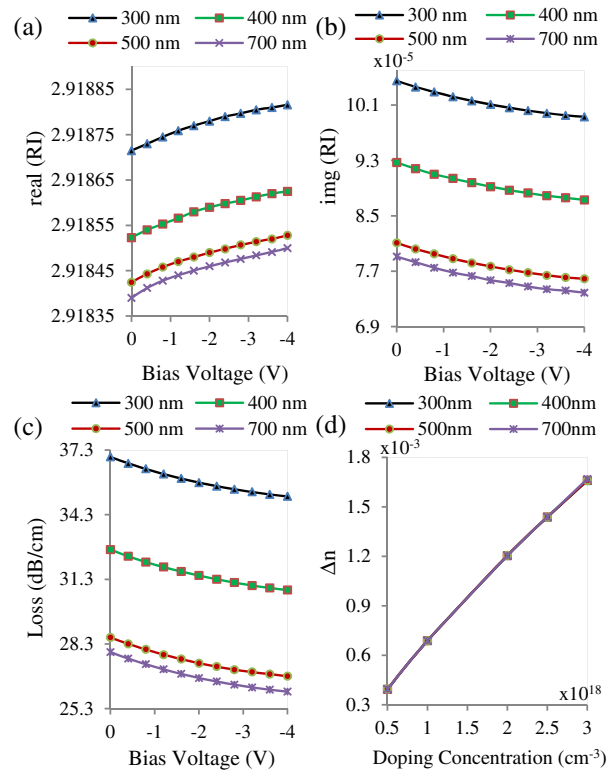 (a)
300 nm
400 nm
500 nm
700 nm
real (RI)
2.91885
2.91875
2.91865
2.91855
2.91845
2.91835
0 -1 -2 -3 -4
Bias Voltage (V)
(b)
300 nm
400 nm
500 nm
700 nm
x10⁻⁵
img (RI)
10.1
9.3
8.5
7.7
6.9
0 -1 -2 -3 -4
Bias Voltage (V)
(c)
300 nm
400 nm
500 nm
700 nm
Loss (dB/cm)
37.3
34.3
31.3
28.3
25.3
0 -1 -2 -3 -4
Bias Voltage (V)
(d)
300nm
400nm
500nm
700nm
x10⁻³
Δn
1.8
1.5
1.2
0.9
0.6
0.3
x10¹⁸
0.5 1 2 2.5 3
Doping Concentration (cm⁻³)